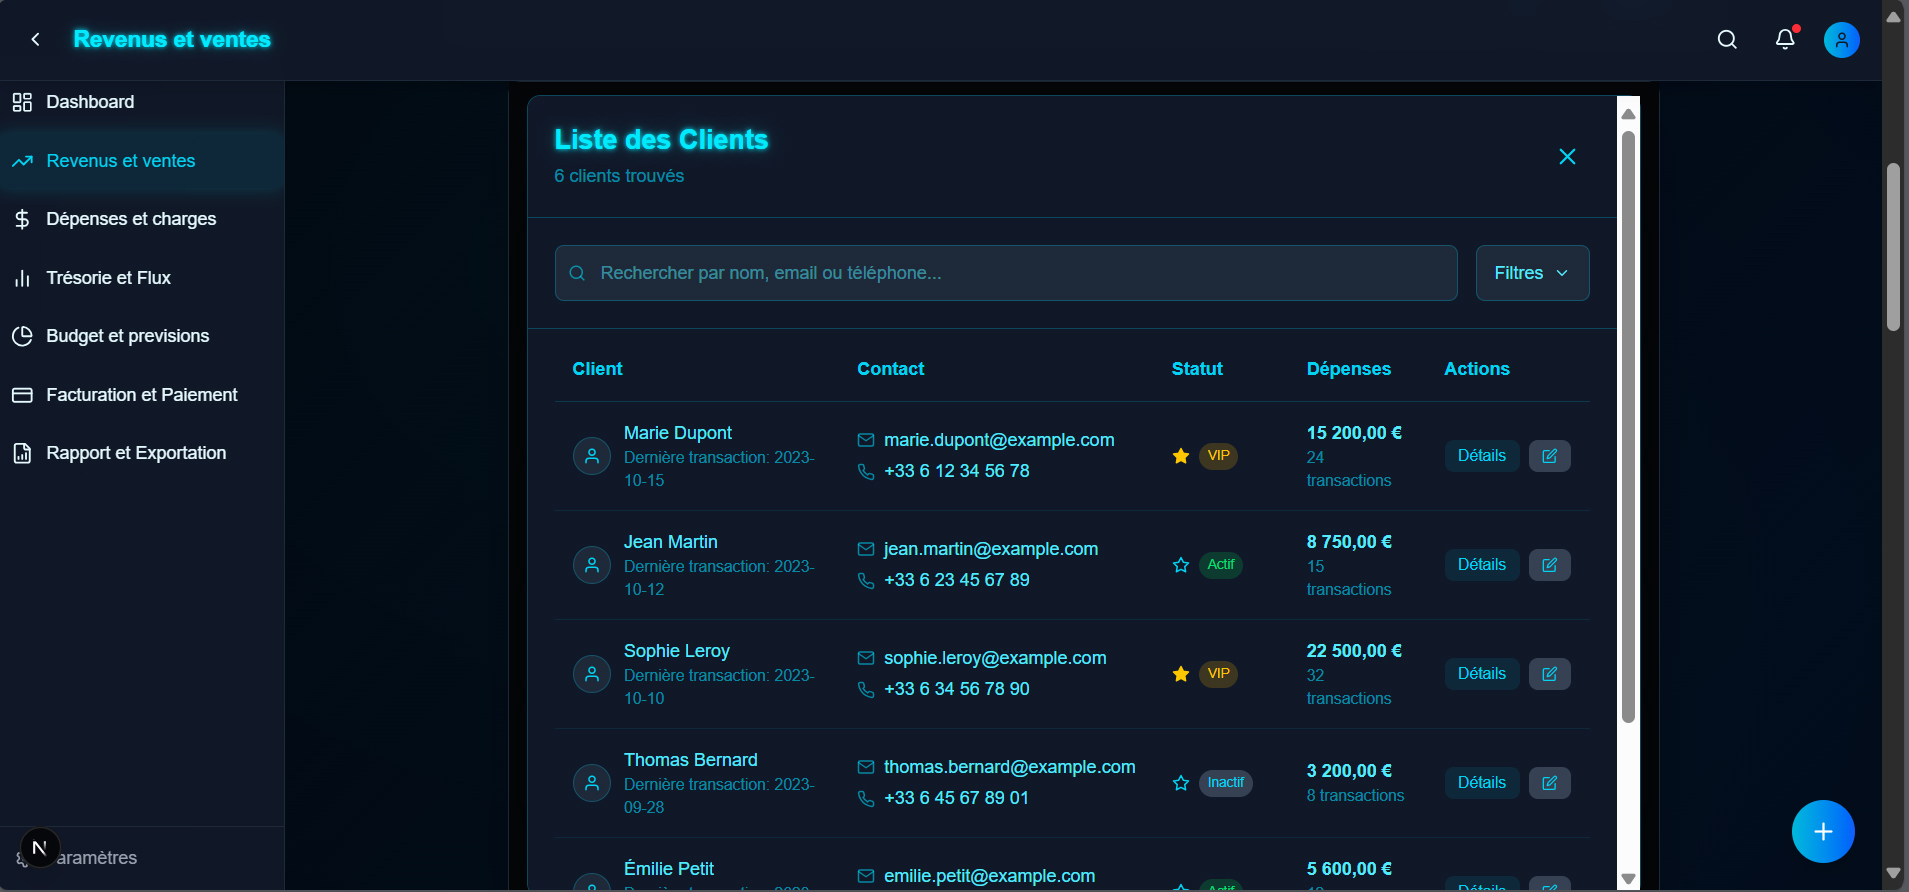 Revenus et ventes
Dashboard
Revenus et ventes
Dépenses et charges
Trésorie et Flux
Budget et previsions
Facturation et Paiement
Rapport et Exportation
N
aramètres
Liste des Clients
6 clients trouvés
Rechercher par nom, email ou téléphone...
Filtres
Client Contact Statut Dépenses Actions
Marie Dupont
Dernière transaction: 2023-
10-15
marie.dupont@example.com
+33 6 12 34 56 78
VIP
15 200,00 €
24
transactions
Détails
Jean Martin
Dernière transaction: 2023-
10-12
jean.martin@example.com
+33 6 23 45 67 89
Actif
8 750,00 €
15
transactions
Détails
Sophie Leroy
Dernière transaction: 2023-
10-10
sophie.leroy@example.com
+33 6 34 56 78 90
VIP
22 500,00 €
32
transactions
Détails
Thomas Bernard
Dernière transaction: 2023-
09-28
thomas.bernard@example.com
+33 6 45 67 89 01
Inactif
3 200,00 €
8 transactions
Détails
Émilie Petit
emilie.petit@example.com
Actif
5 600,00 €
Détails